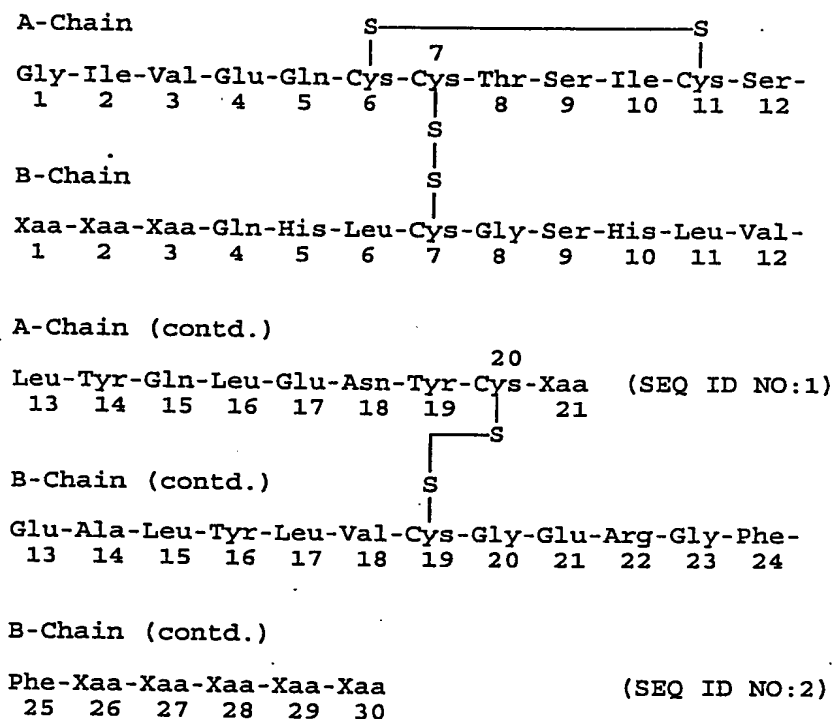 A-Chain
S S
7
Gly-Ile-Val-Glu-Gln-Cys-Cys-Thr-Ser-Ile-Cys-Ser-
1 2 3 4 5 6 8 9 10 11 12
S
S
B-Chain
Xaa-Xaa-Xaa-Gln-His-Leu-Cys-Gly-Ser-His-Leu-Val-
1 2 3 4 5 6 7 8 9 10 11 12
A-Chain (contd.)
20
Leu-Tyr-Gln-Leu-Glu-Asn-Tyr-Cys-Xaa (SEQ ID NO:1)
13 14 15 16 17 18 19 21
S
S
B-Chain (contd.)
Glu-Ala-Leu-Tyr-Leu-Val-Cys-Gly-Glu-Arg-Gly-Phe-
13 14 15 16 17 18 19 20 21 22 23 24
B-Chain (contd.)
Phe-Xaa-Xaa-Xaa-Xaa-Xaa (SEQ ID NO:2)
25 26 27 28 29 30